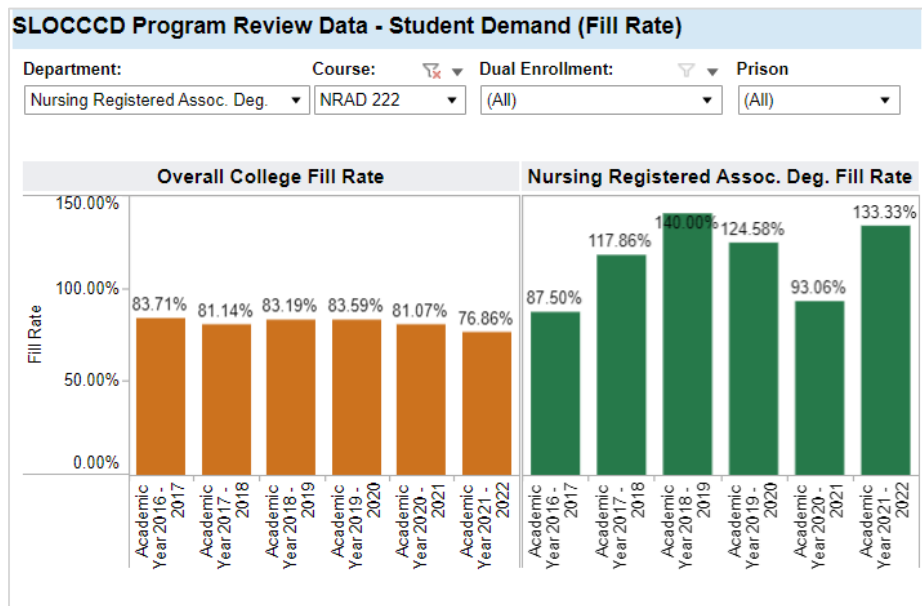 SLOCCCD Program Review Data - Student Demand (Fill Rate)
Department: Course: Dual Enrollment: Prison
Nursing Registered Assoc. Deg. NRAD 222 (All) (All)
Overall College Fill Rate
Nursing Registered Assoc. Deg. Fill Rate
150.00%
100.00%
50.00%
0.00%
Fill Rate
83.71%
81.14%
83.19%
83.59%
81.07%
76.86%
87.50%
117.86%
140.00%
124.58%
93.06%
133.33%
Academic
Year 2016 -
2017
Academic
Year 2017 -
2018
Academic
Year 2018 -
2019
Academic
Year 2019 -
2020
Academic
Year 2020 -
2021
Academic
Year 2021 -
2022
Academic
Year 2016 -
2017
Academic
Year 2017 -
2018
Academic
Year 2018 -
2019
Academic
Year 2019 -
2020
Academic
Year 2020 -
2021
Academic
Year 2021 -
2022